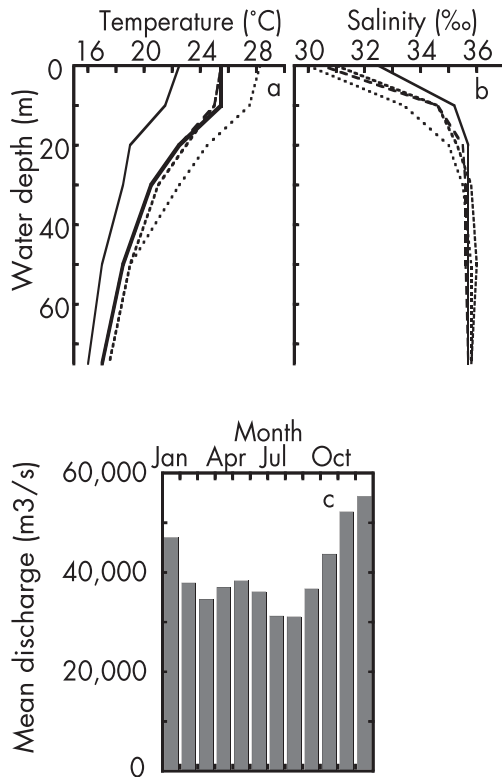 Temperature (°C)
16 20 24 28
Salinity (‰)
30 32 34 36
Water depth (m)
0
20
40
60
a
b
Month
Jan Apr Jul Oct
Mean discharge (m3/s)
60,000
40,000
20,000
0
c